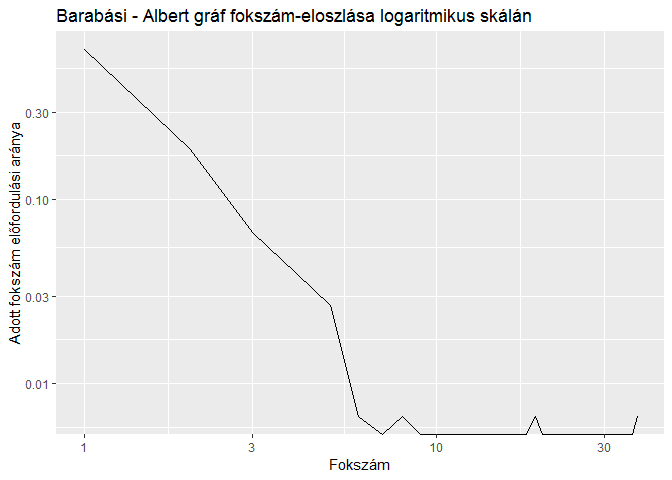 Barabási - Albert gráf fokszám-eloszlása logaritmikus skálán
Adott fokszám előfordulási aránya
0.30
0.10
0.03
0.01
1
3
10
30
Fokszám